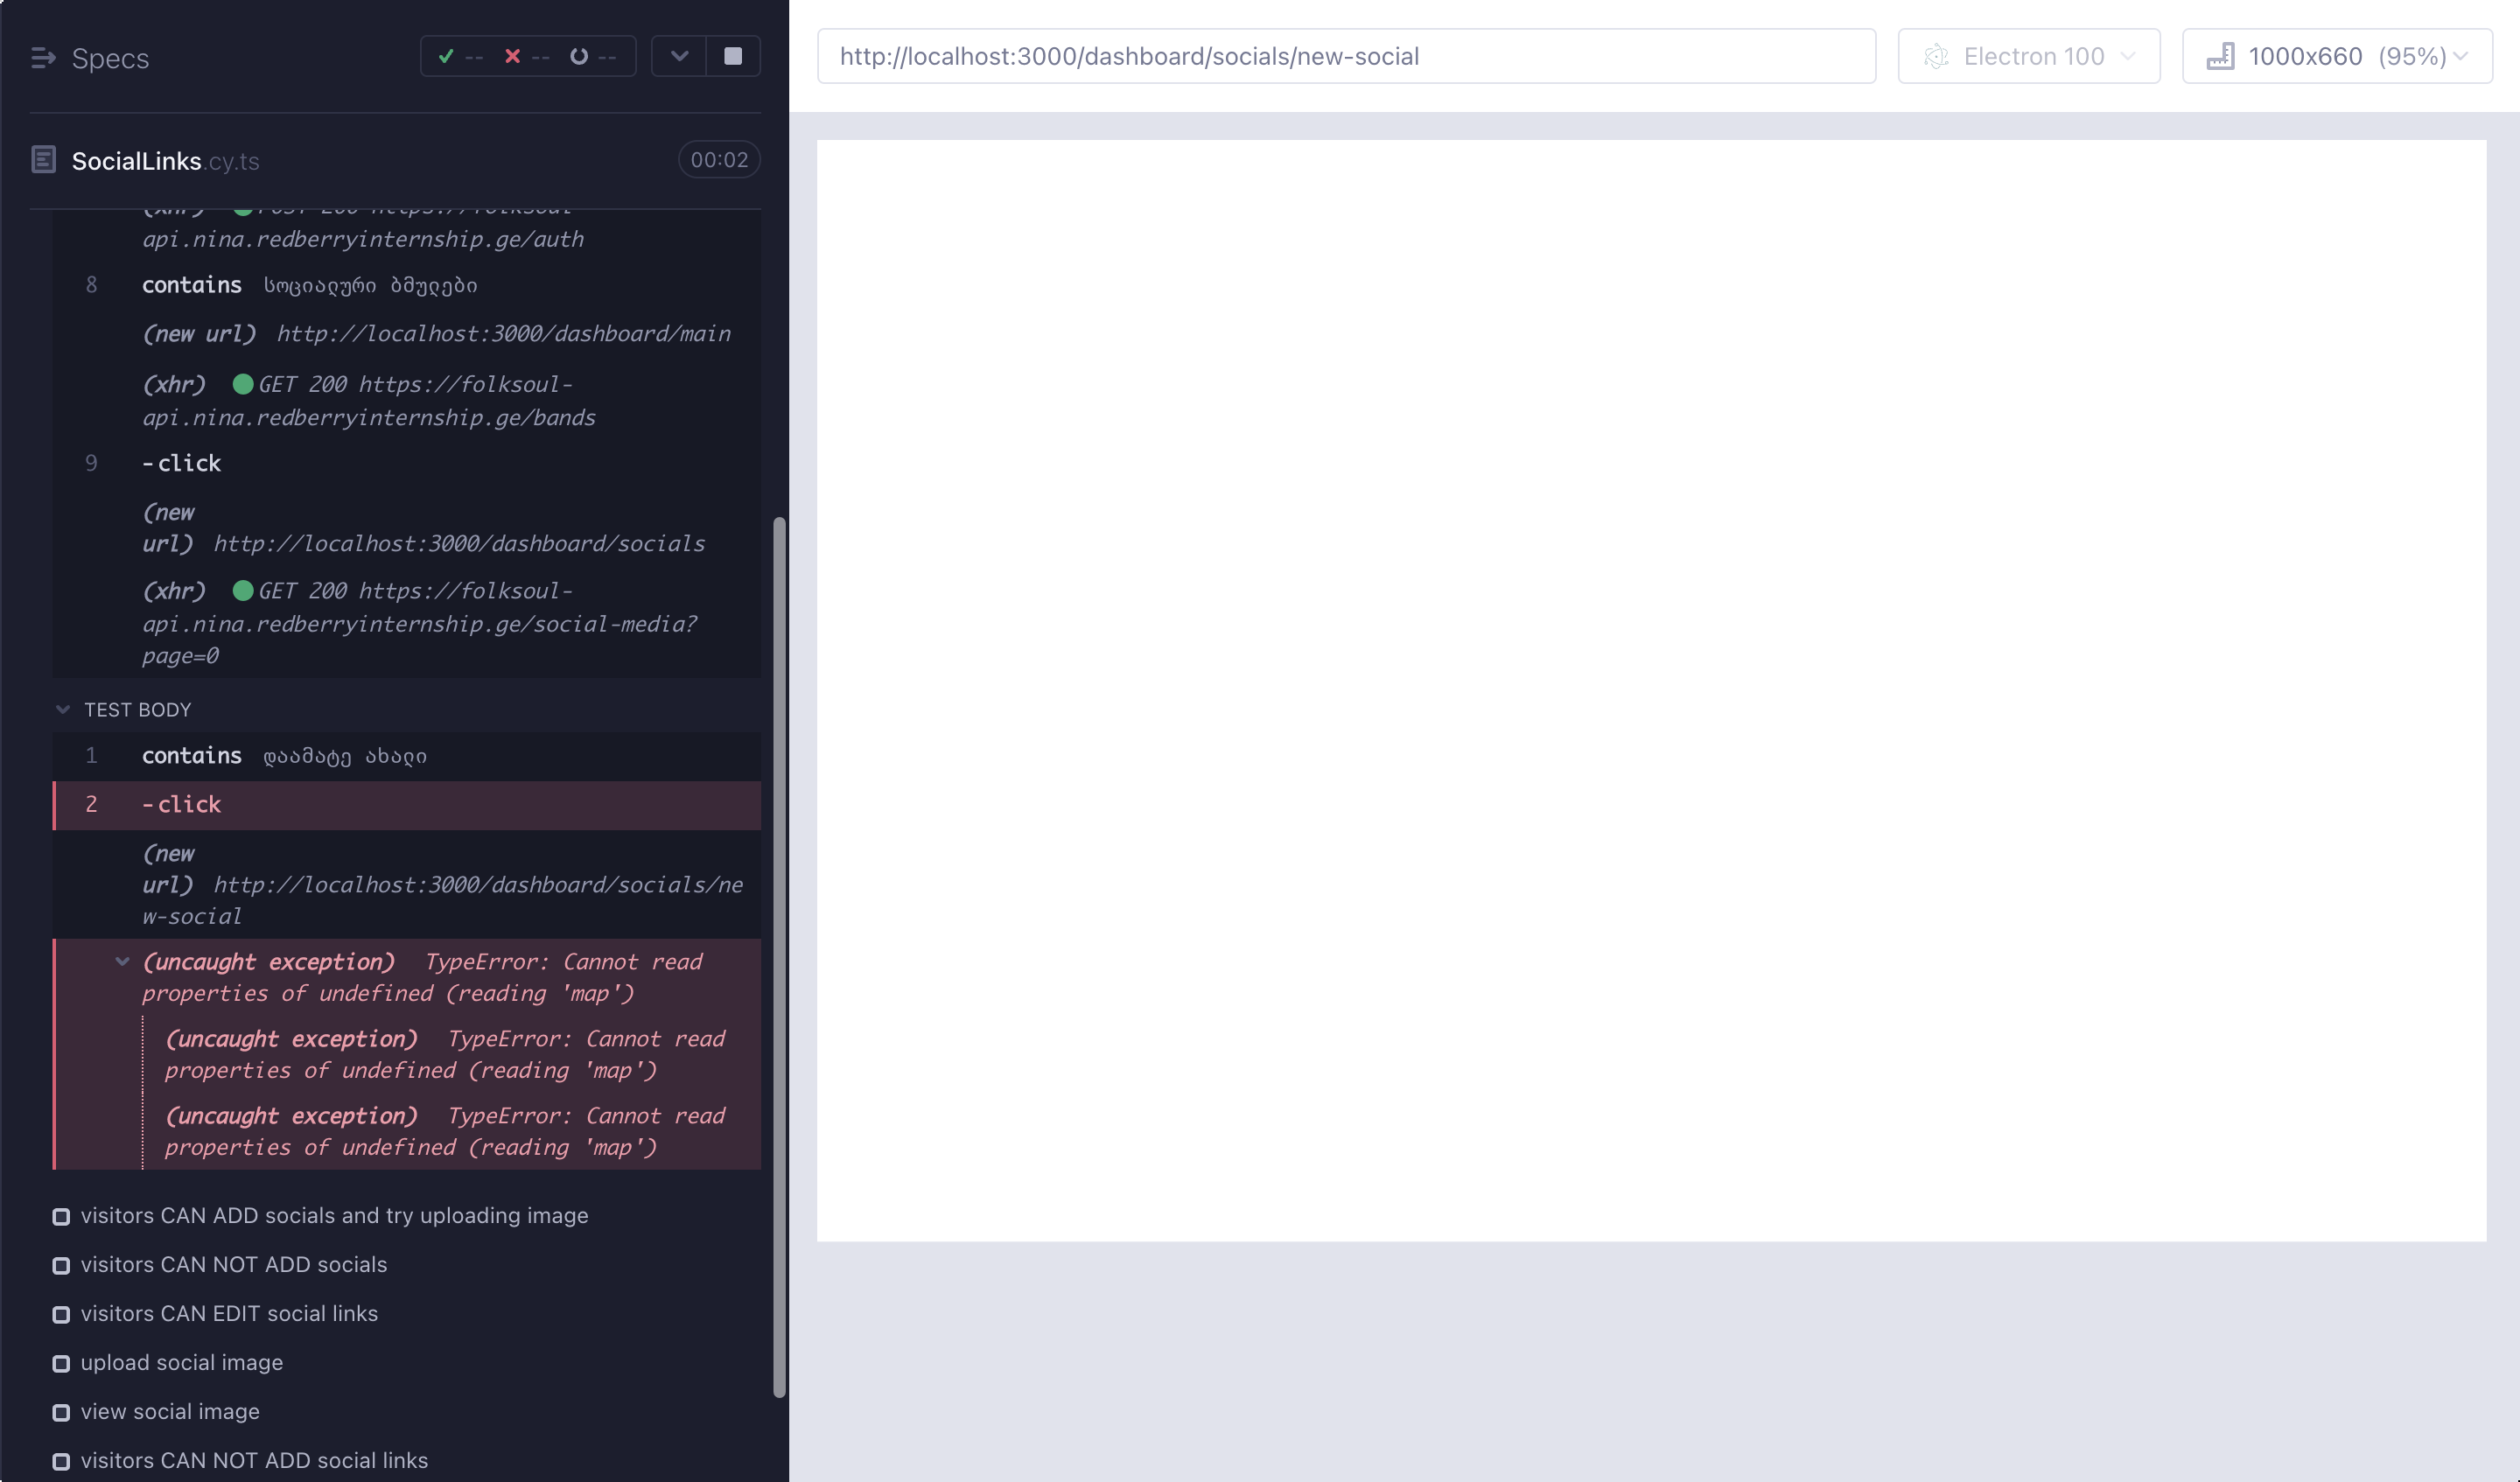 Specs
-- -- --
SocialLinks.cy.ts 00:02
(xhr) POST 200 https://folksoul-
api.nina.redberryinternship.ge/auth
8 contains სოციალური ბმულები
(new url) http://localhost:3000/dashboard/main
(xhr) GET 200 https://folksoul-
api.nina.redberryinternship.ge/bands
9 -click
(new
url) http://localhost:3000/dashboard/socials
(xhr) GET 200 https://folksoul-
api.nina.redberryinternship.ge/social-media?
page=0
TEST BODY
1 contains დაამატე ახალი
2 -click
(new
url) http://localhost:3000/dashboard/socials/ne
w-social
(uncaught exception) TypeError: Cannot read
properties of undefined (reading 'map')
(uncaught exception) TypeError: Cannot read
properties of undefined (reading 'map')
(uncaught exception) TypeError: Cannot read
properties of undefined (reading 'map')
visitors CAN ADD socials and try uploading image
visitors CAN NOT ADD socials
visitors CAN EDIT social links
upload social image
view social image
visitors CAN NOT ADD social links
http://localhost:3000/dashboard/socials/new-social
Electron 100
1000x660 (95%)